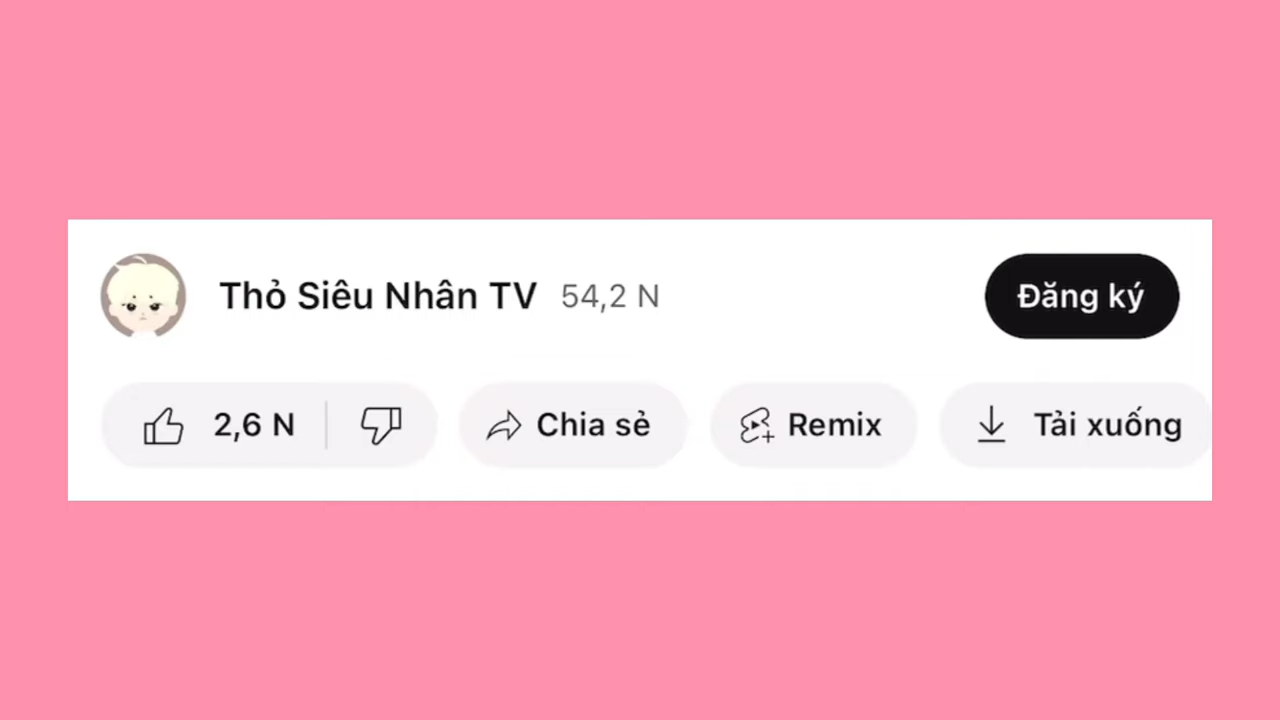 Thỏ Siêu Nhân TV 54,2 N Đăng ký
2,6 N Chia sẻ Remix Tải xuống